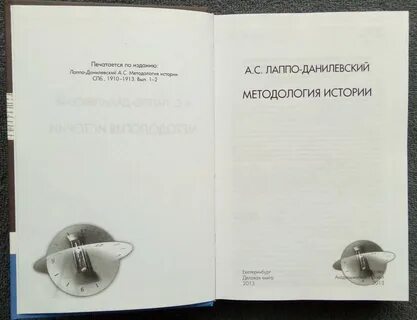 Печатается по изданию:
Лаппо-Данилевский А.С. Методология истории
СПб., 1910–1913. Вып. 1–2
А.С. ЛАППО-ДАНИЛЕВСКИЙ
МЕТОДОЛОГИЯ ИСТОРИИ
Екатеринбург
Деловая книга
2013
2013